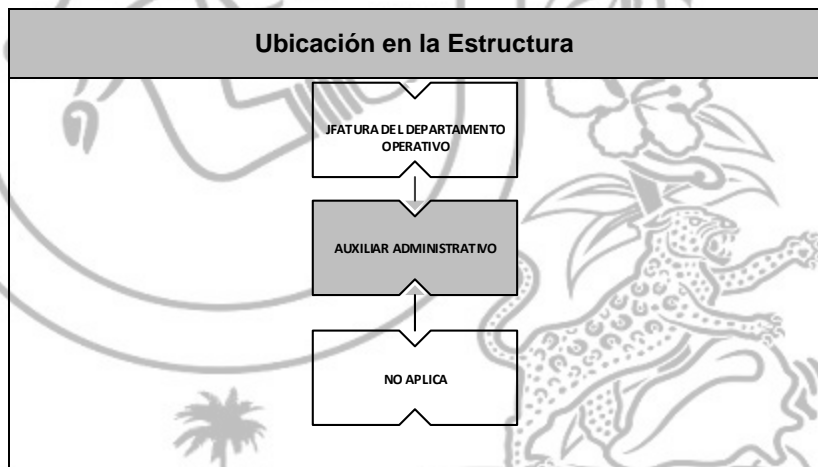 Ubicación en la Estructura
JFATURA DEL DEPARTAMENTO
OPERATIVO
AUXILIAR ADMINISTRATIVO
NO APLICA